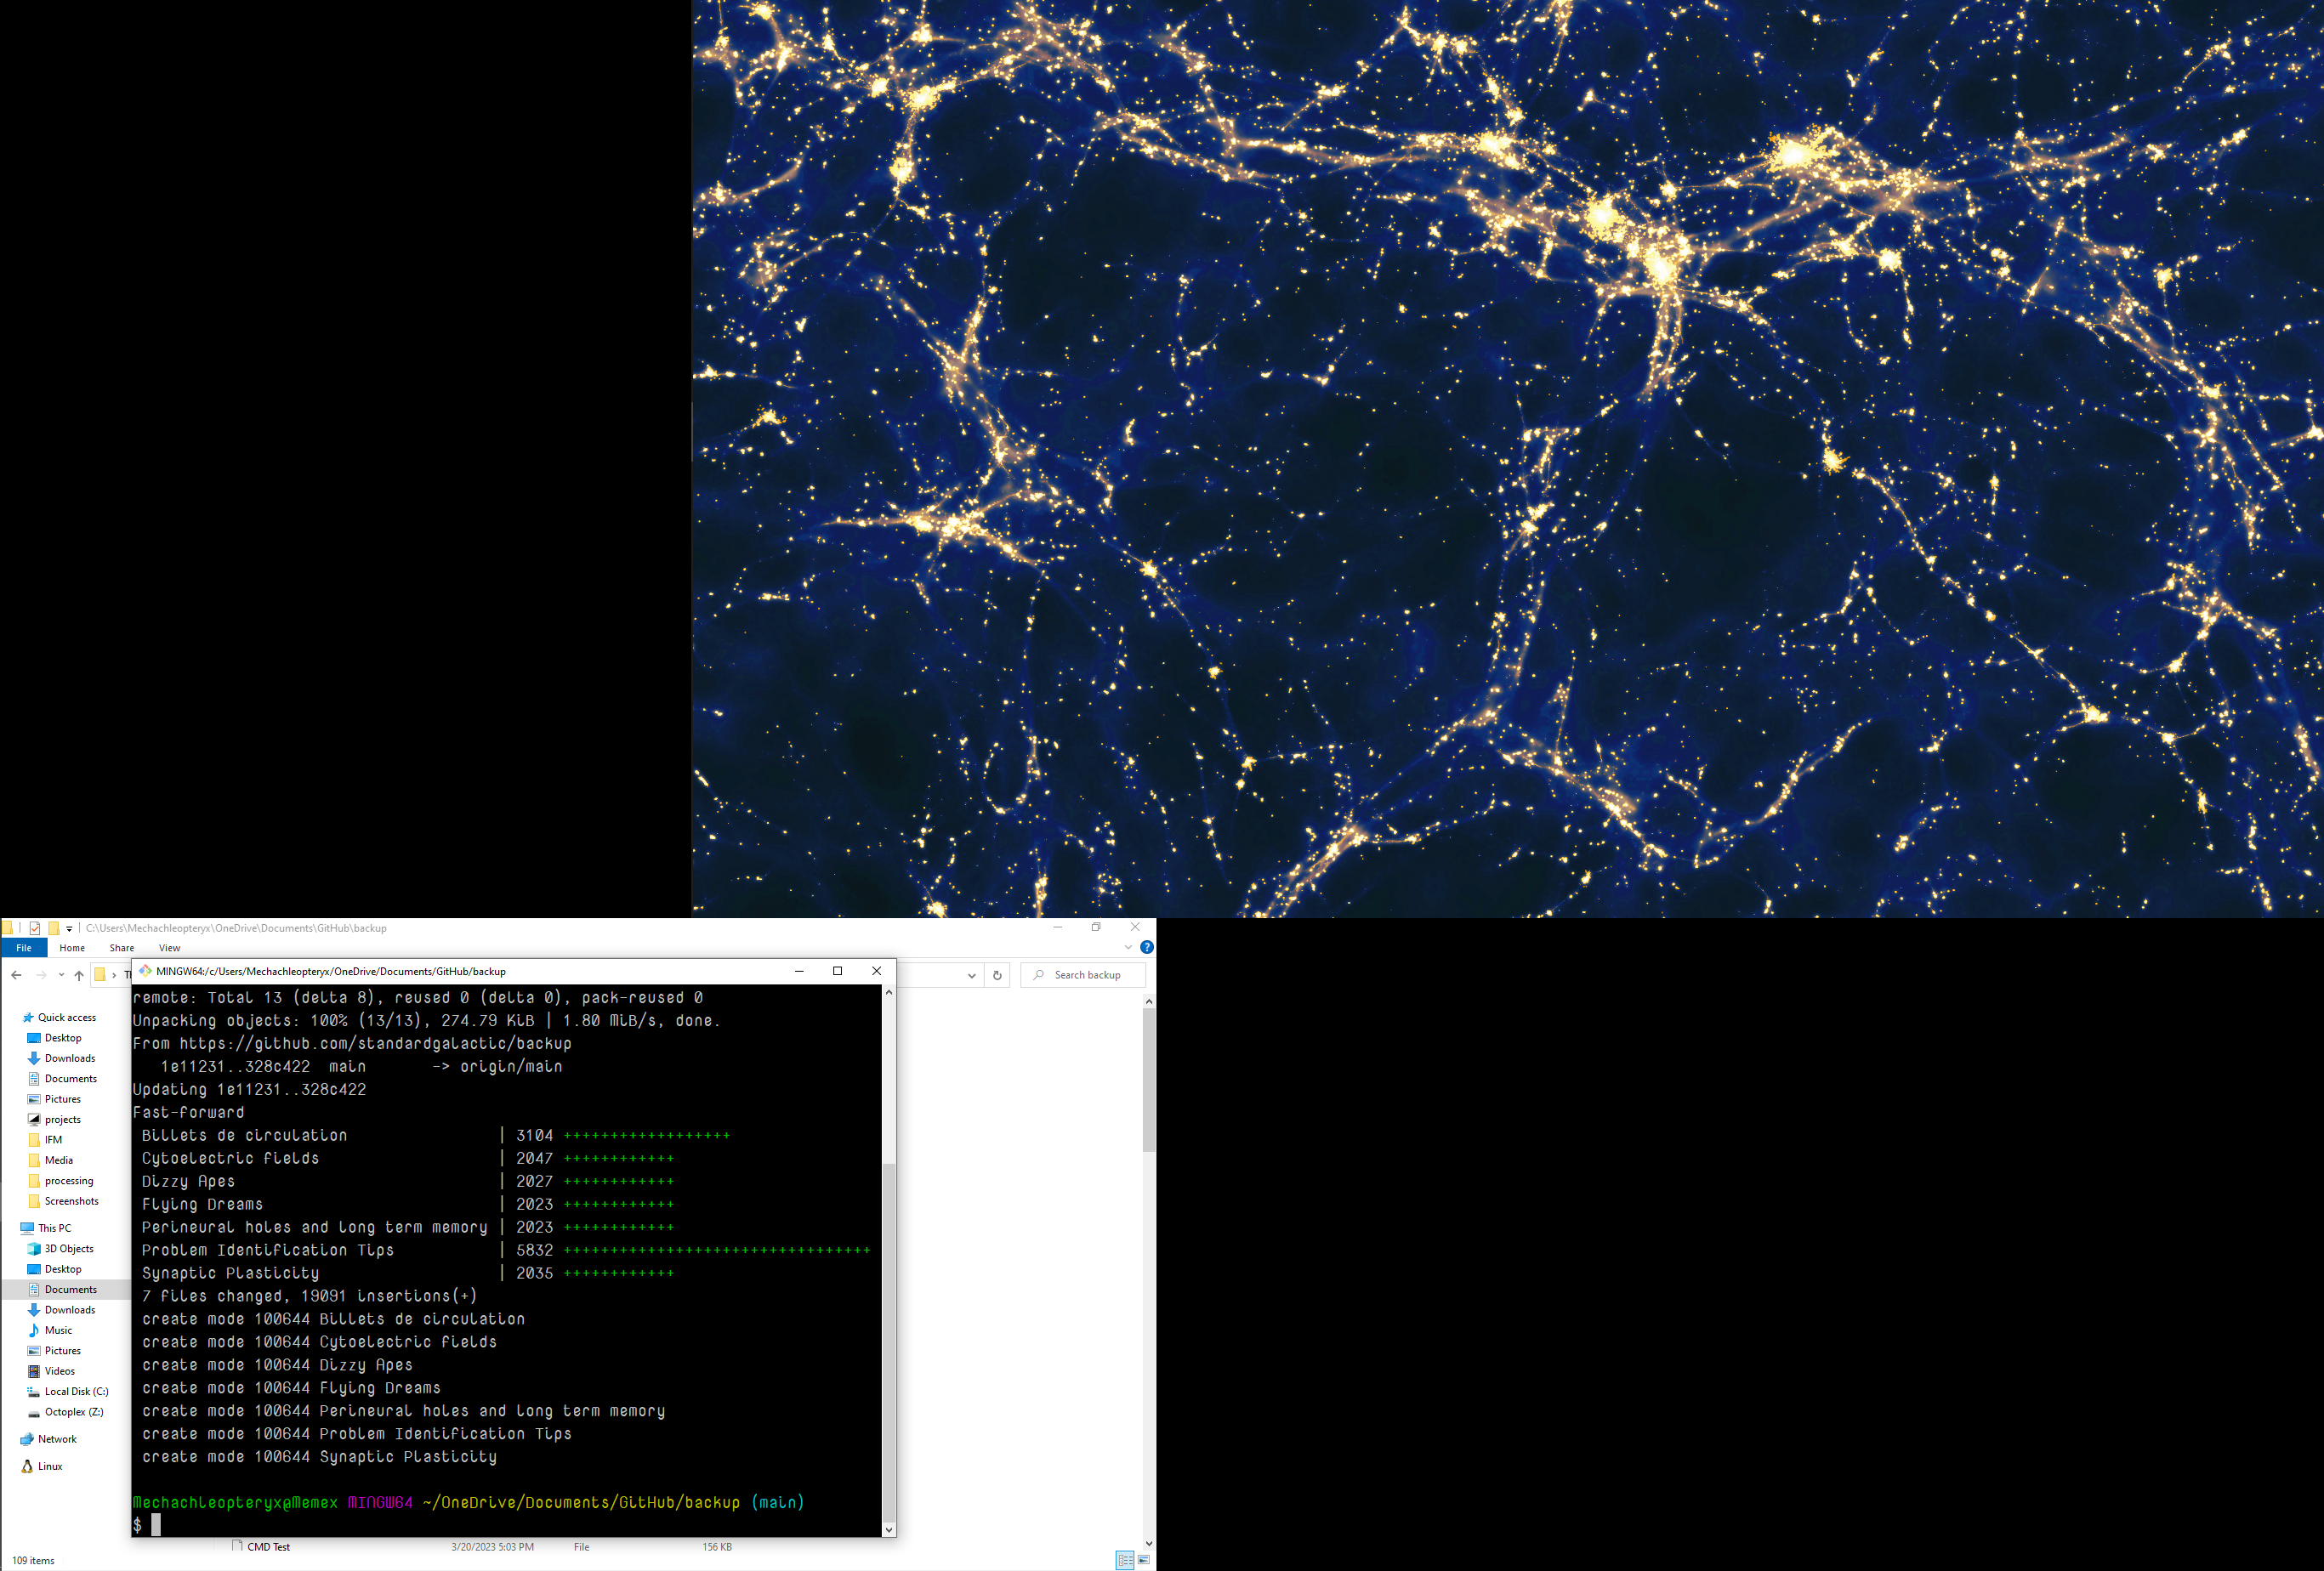 C:\Users\Mechachleopteryx\OneDrive\Documents\GitHub\backup
File Home Share View
Search backup
MINGW64:/c/Users/Mechachleopteryx/OneDrive/Documents/GitHub/backup
Quick access
Desktop
Downloads
Documents
Pictures
projects
IFM
Media
processing
Screenshots
This PC
3D Objects
Desktop
Documents
Downloads
Music
Pictures
Videos
Local Disk (C:)
Octoplex (Z:)
Network
Linux
remote: Total 13 (delta 8), reused 0 (delta 0), pack-reused 0
Unpacking objects: 100% (13/13), 274.79 KiB | 1.80 MiB/s, done.
From https://github.com/standardgalactic/backup
1e11231..328c422 main -> origin/main
Updating 1e11231..328c422
Fast-forward
Billets de circulation | 3104 ++++++++++++++++++
Cytoelectric fields | 2047 ++++++++++++
Dizzy Apes | 2027 ++++++++++++
Flying Dreams | 2023 ++++++++++++
Perineural holes and long term memory | 2023 ++++++++++++
Problem Identification Tips | 5832 +++++++++++++++++++++++++++++++++
Synaptic Plasticity | 2035 ++++++++++++
7 files changed, 19091 insertions(+)
create mode 100644 Billets de circulation
create mode 100644 Cytoelectric fields
create mode 100644 Dizzy Apes
create mode 100644 Flying Dreams
create mode 100644 Perineural holes and long term memory
create mode 100644 Problem Identification Tips
create mode 100644 Synaptic Plasticity
Mechachleopteryx@Memex MINGW64 ~/OneDrive/Documents/GitHub/backup (main)
$
CMD Test 3/20/2023 5:03 PM File 156 KB
109 items